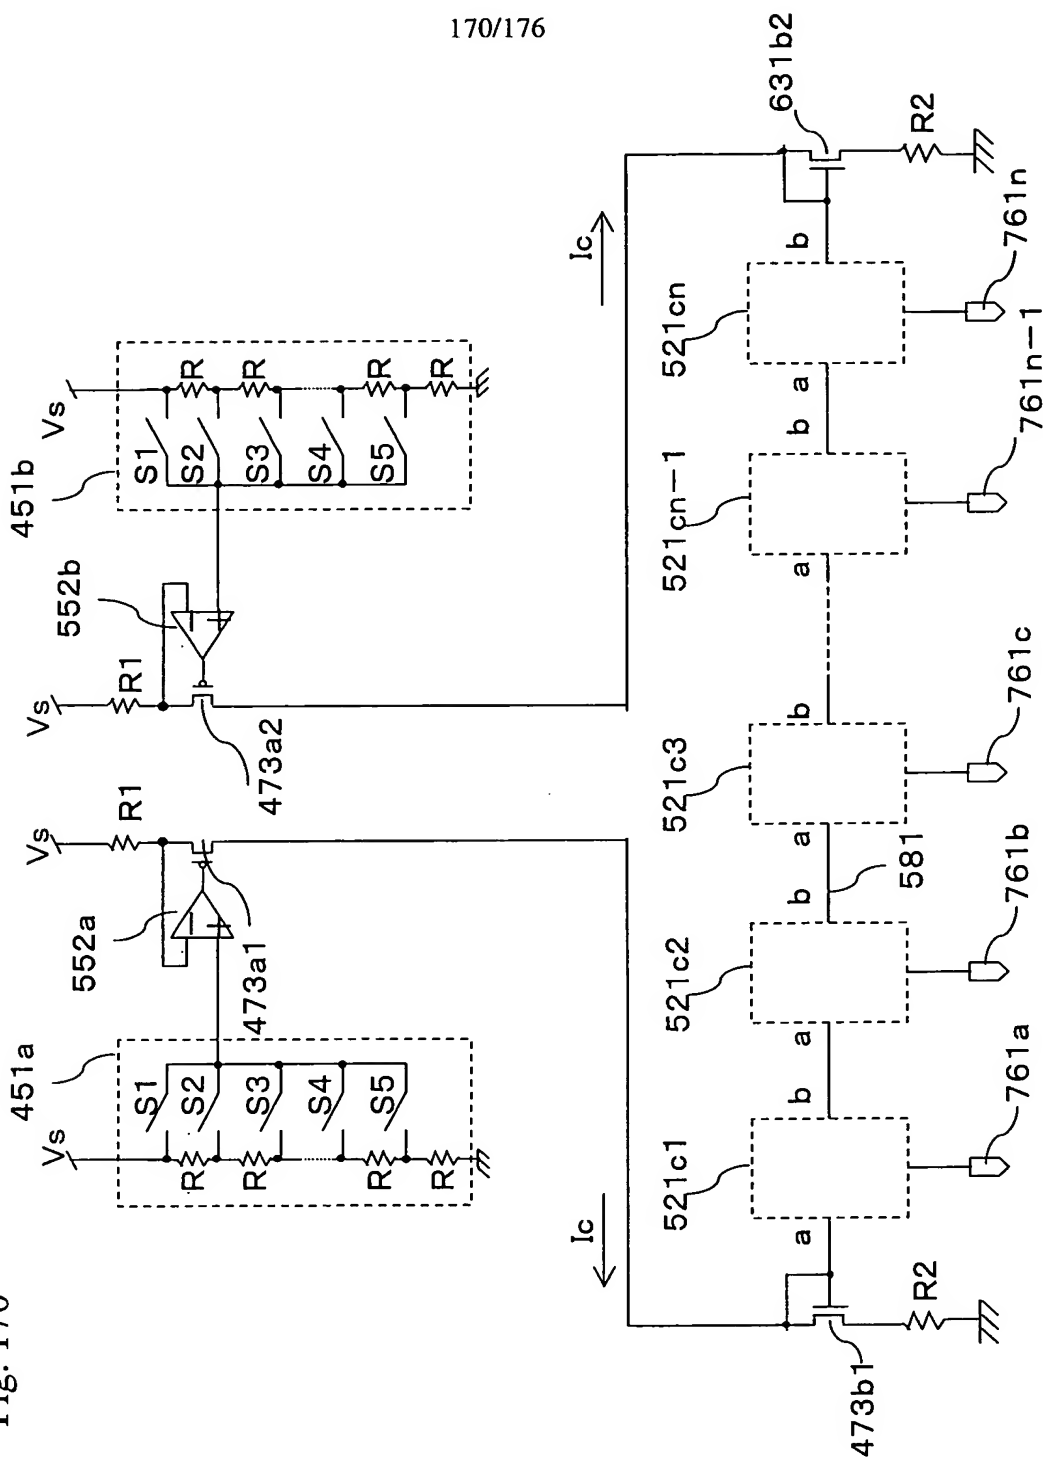 170/176
Fig. 170
451a
451b
Vs
Vs
Vs
Vs
552a
552b
R1
R1
S1
S1
R
S2
S2
R
R
S3
S3
R
473a1
473a2
S4
S4
R
S5
S5
R
R
R
Ic
Ic
521c1
521c2
521c3
521cn-1
521cn
631b2
a
b
a
b
a
b
a
b
a
b
473b1
R2
581
R2
761a
761b
761c
761n-1
761n